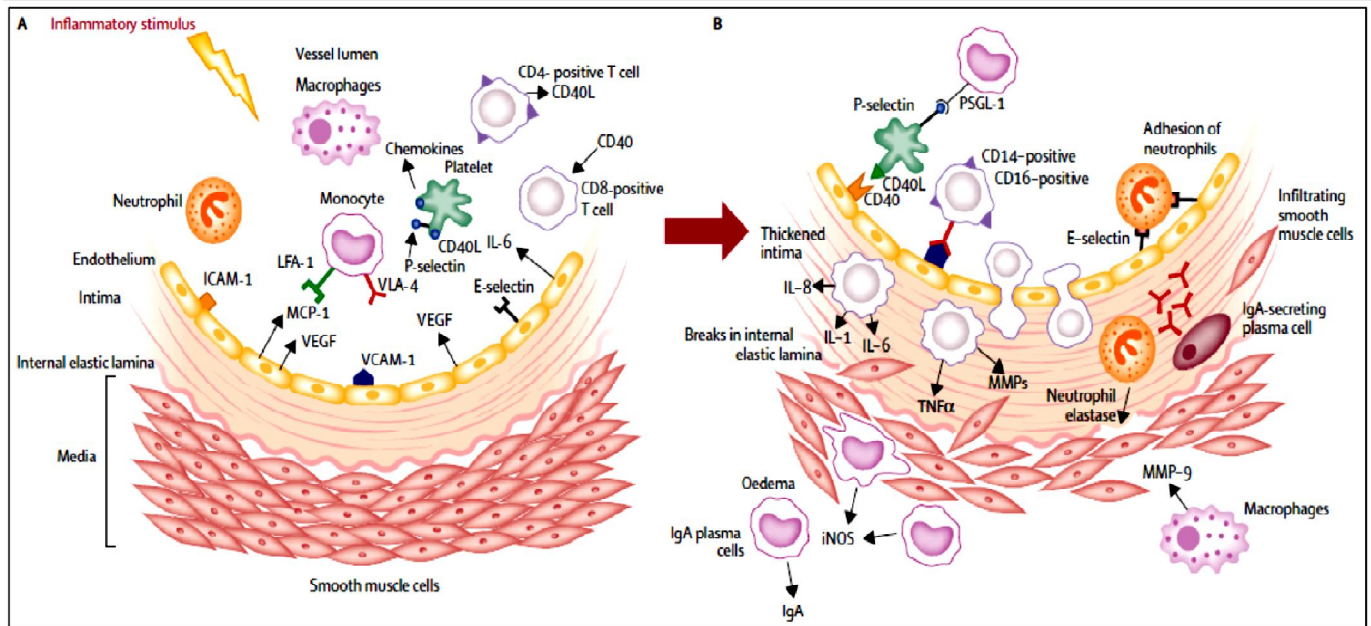 A
Inflammatory stimulus
Vessel lumen
Macrophages
CD4- positive T cell
CD40L
Chemokines
Platelet
CD40
CD8-positive
T cell
Neutrophil
Monocyte
CD40L
IL-6
P-selectin
Endothelium
LFA-1
VLA-4
E-selectin
ICAM-1
Intima
MCP-1
VEGF
VEGF
Internal elastic lamina
VCAM-1
Media
Smooth muscle cells
B
P-selectin
PSGL-1
Adhesion of
neutrophils
CD14-positive
CD16-positive
CD40L
CD40
Infiltrating
smooth
muscle cells
E-selectin
Thickened
intima
IL-8
IgA-secreting
plasma cell
Breaks in internal
elastic lamina
IL-1
IL-6
MMPs
TNFα
Neutrophil
elastase
MMP-9
Oedema
Macrophages
IgA plasma
cells
iNOS
IgA